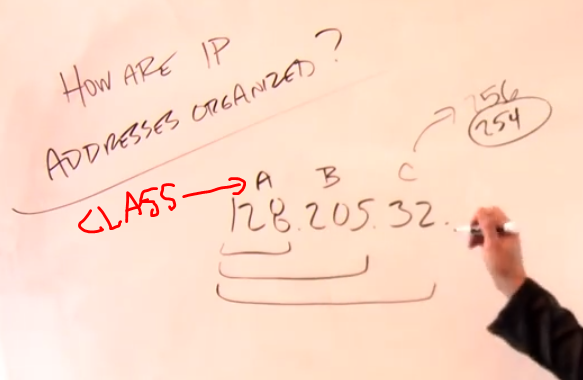 HOW ARE IP
ADDRESSES ORGANIZED?
256
254
A B C
CLASS
128.205.32.